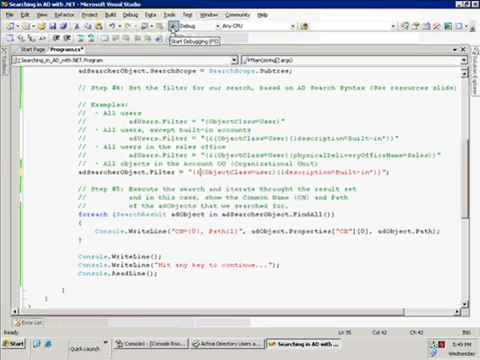 Searching in AD with .NET - Microsoft Visual Studio
File Edit View Refactor Project Build Debug Data Tools Test Window Community Help
Debug Any CPU
Start Debugging (F5)
Start Page Program.cs*
Searching_in_AD_with.NET.Program Main(string[] args)
adSearcherObject.SearchScope = SearchScope.Subtree;
// Step #4: Set the filter for our search, based on AD Search Syntax (See resources slide)
// Examples:
// - All users
// adUsers.Filter = "(ObjectClass=User)"
// - All users, except built-in accounts
// adUsers.Filter = "(&(ObjectClass=User)(!description=Built-in*))"
// - All users in the sales office
// adUsers.Filter = "(&(ObjectClass=User)(physicalDeliveryOfficeName=Sales))"
// - All objects in the Account OU (Organizational Unit)
adSearcherObject.Filter = "(&(ObjectClass=user)(!description=Built-in*))";
// Step #5: Execute the search and iterate throught the result set
// and in this case, show the Common Name (CN) and Path
// of the adObjects that we searched for.
foreach (SearchResult adObject in adSearcherObject.FindAll())
{
Console.WriteLine("CN={0}, Path{1}", adObject.Properties["CN"][0], adObject.Path);
}
Console.WriteLine();
Console.WriteLine("Hit any key to continue...");
Console.ReadLine();
}
}
Error List
Ready Ln 35 Col 42 Ch 42 INS
Start Console1 - [Console Roo... Active Directory Users a... Searching in AD with ... 5:49 PM
Quick Launch Wednesday